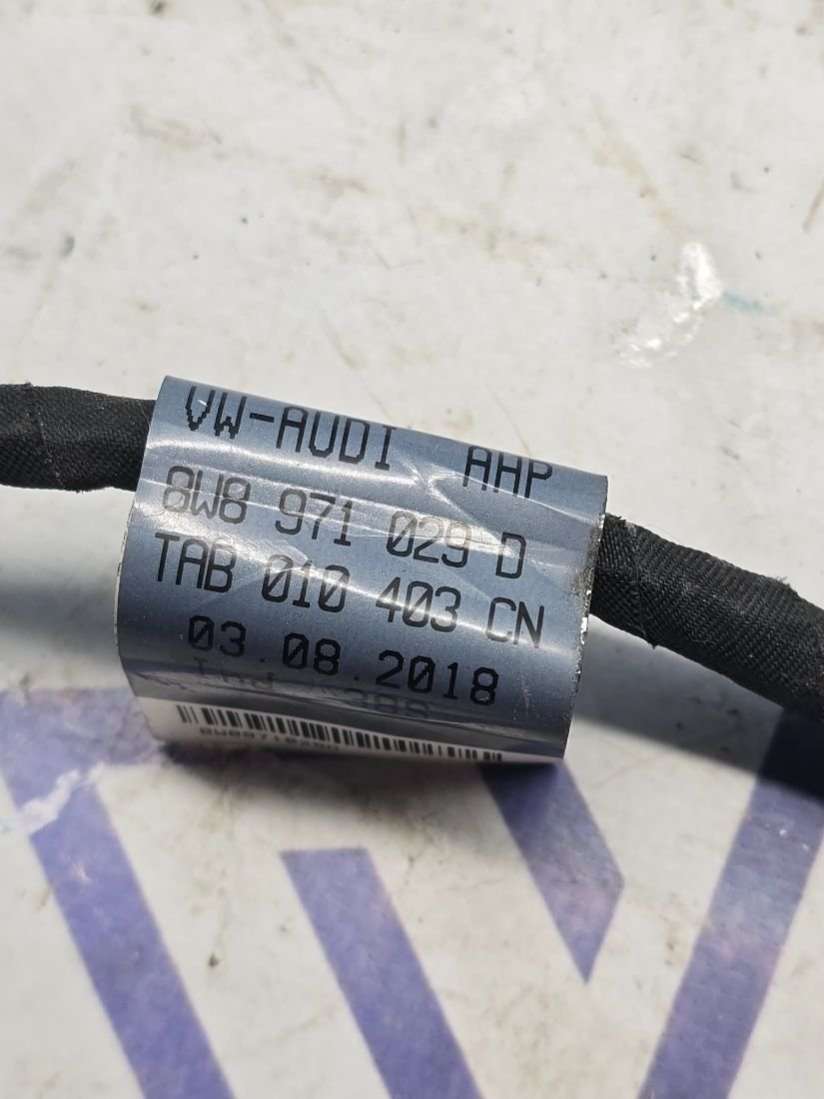 VW-AUDI AHP
8W8 971 029 D
TAB 010 403 CN
03.08.2018